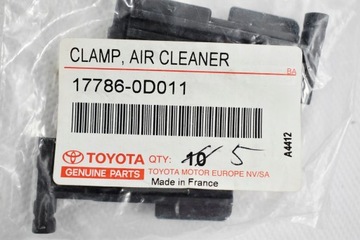 CLAMP, AIR CLEANER
BA
17786-0D011
TOYOTA QTY: 10 5
GENUINE PARTS TOYOTA MOTOR EUROPE NV/SA
Made in France
A4412